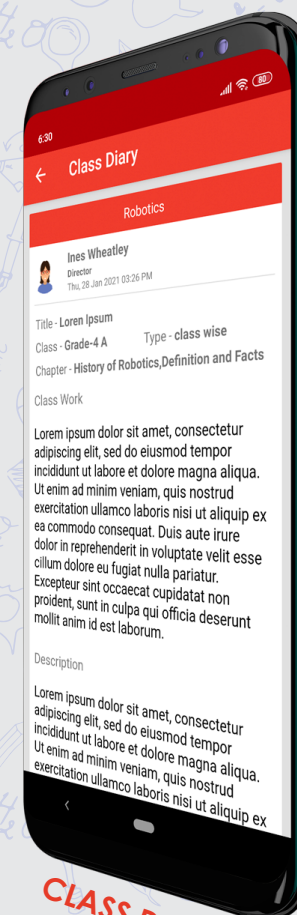 6:30
80
Class Diary
Robotics
Ines Wheatley
Director
Thu, 28 Jan 2021 03:26 PM
Title - Lorem Ipsum
Class - Grade-4 A Type - class wise
Chapter - History of Robotics,Definition and Facts
Class Work
Lorem ipsum dolor sit amet, consectetur
adipiscing elit, sed do eiusmod tempor
incididunt ut labore et dolore magna aliqua.
Ut enim ad minim veniam, quis nostrud
exercitation ullamco laboris nisi ut aliquip ex
ea commodo consequat. Duis aute irure
dolor in reprehenderit in voluptate velit esse
cillum dolore eu fugiat nulla pariatur.
Excepteur sint occaecat cupidatat non
proident, sunt in culpa qui officia deserunt
mollit anim id est laborum.
Description
Lorem ipsum dolor sit amet, consectetur
adipiscing elit, sed do eiusmod tempor
incididunt ut labore et dolore magna aliqua.
Ut enim ad minim veniam, quis nostrud
exercitation ullamco laboris nisi ut aliquip ex
CLASS